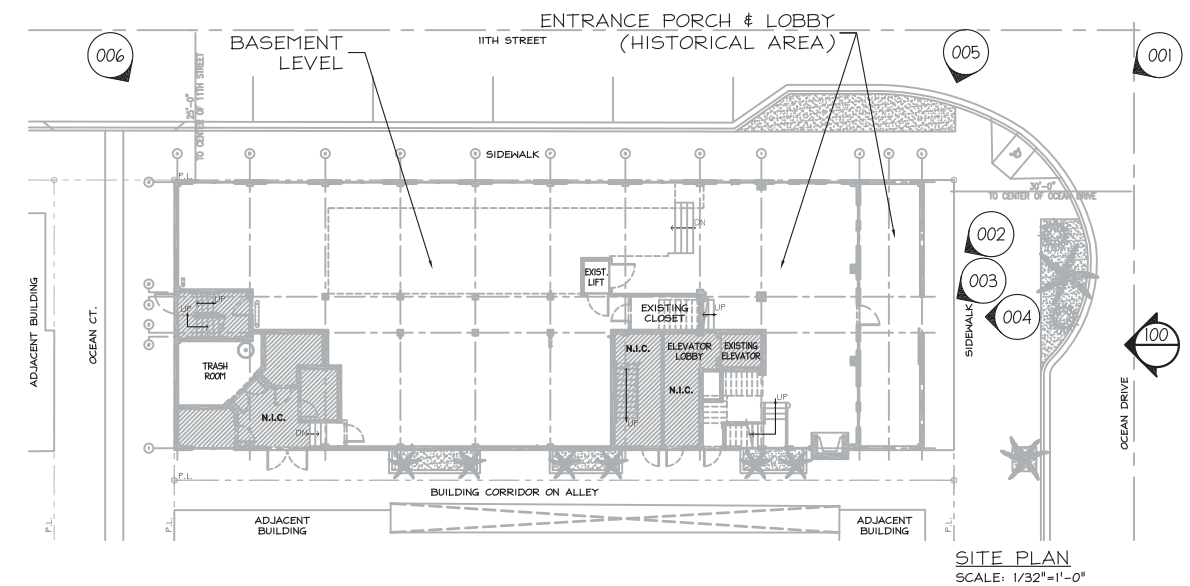 ENTRANCE PORCH & LOBBY
(HISTORICAL AREA)
BASEMENT
LEVEL
11TH STREET
006
005
001
25'-0"
TO CENTER OF 11TH STREET
SIDEWALK
P.L.
30'-0"
TO CENTER OF OCEAN DRIVE
DN
002
003
004
SIDEWALK
100
OCEAN DRIVE
ADJACENT BUILDING
OCEAN CT.
EXIST.
LIFT
UP
UP
EXISTING
CLOSET
UP
TRASH
ROOM
N.I.C.
ELEVATOR
LOBBY
EXISTING
ELEVATOR
N.I.C.
N.I.C.
UP
UP
DN
P.L.
BUILDING CORRIDOR ON ALLEY
P.L.
P.L.
P.L.
ADJACENT
BUILDING
ADJACENT
BUILDING
SITE PLAN
SCALE: 1/32"=1'-0"